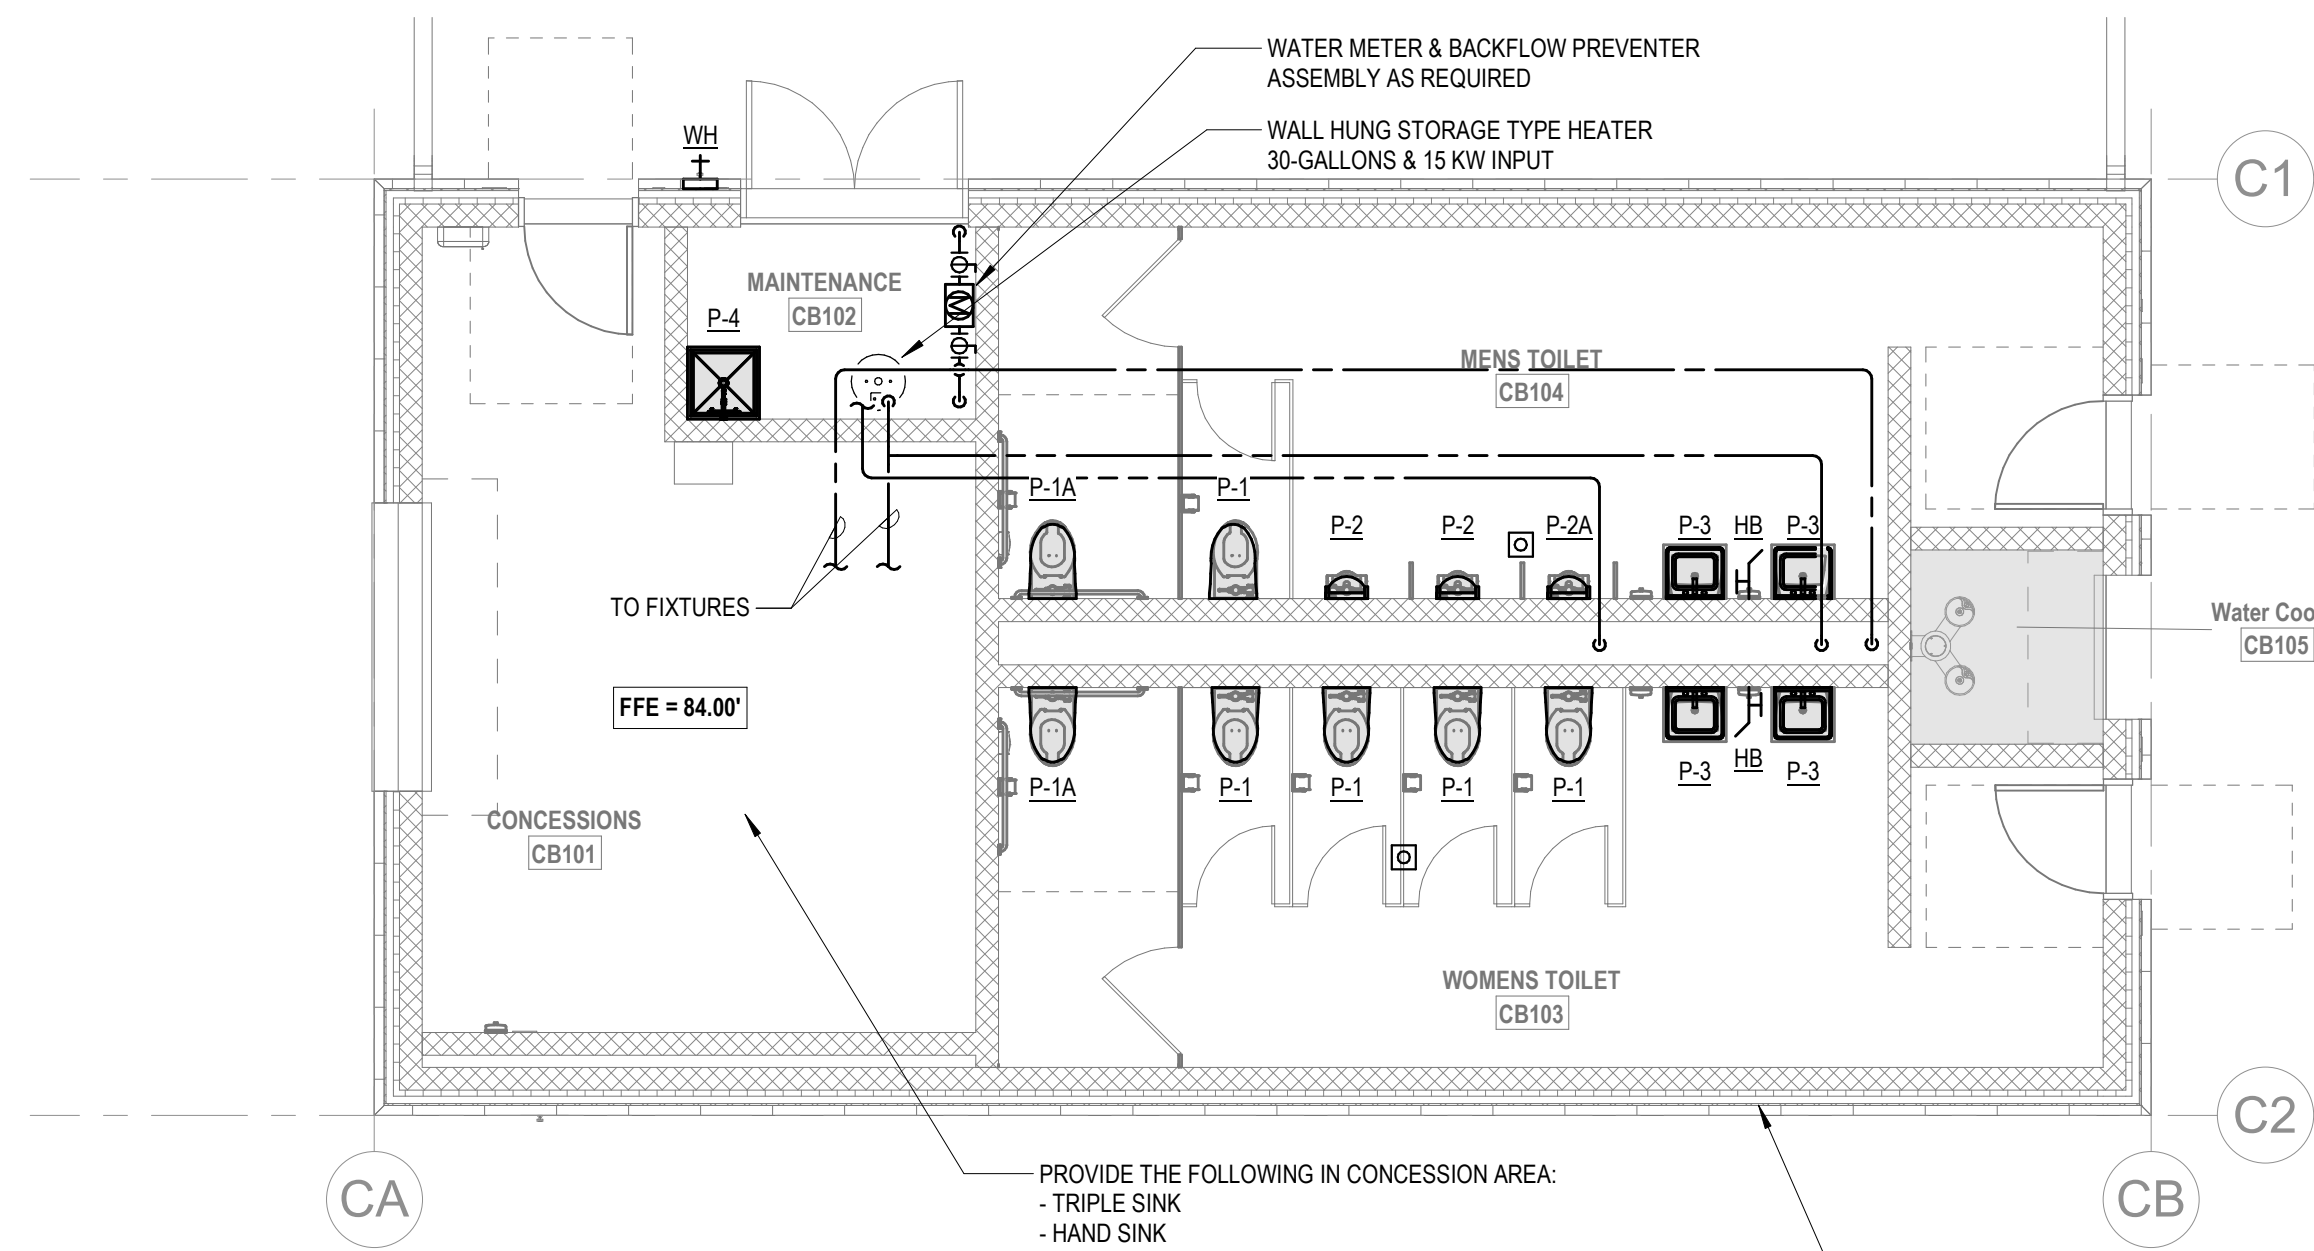 WATER METER & BACKFLOW PREVENTER
ASSEMBLY AS REQUIRED
WALL HUNG STORAGE TYPE HEATER
30-GALLONS & 15 KW INPUT
WH
C1
MAINTENANCE
CB102
P-4
MENS TOILET
CB104
P-1A
P-1
P-2
P-2
P-2A
P-3
HB
P-3
TO FIXTURES
Water Coo
CB105
FFE = 84.00'
P-1A
P-1
P-1
P-1
P-1
P-3
HB
P-3
CONCESSIONS
CB101
WOMENS TOILET
CB103
C2
PROVIDE THE FOLLOWING IN CONCESSION AREA:
- TRIPLE SINK
- HAND SINK
CA
CB